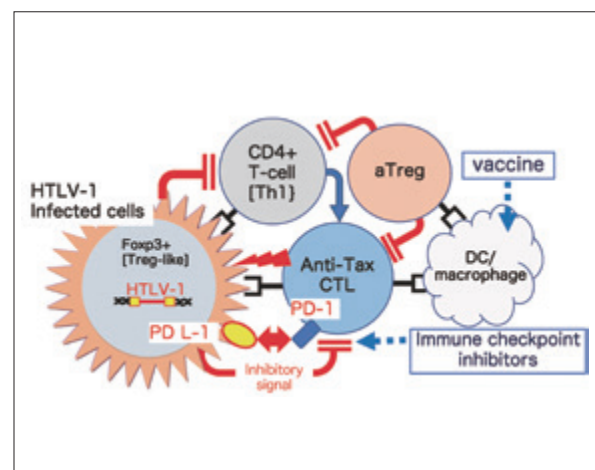 CD4+
T-cell
[Th1}
aTreg
vaccine
HTLV-1
Infected cells
Foxp3+
[Treg-like]
HTLV-1
DC/
macrophage
Anti-Tax
CTL
PD-1
PD L-1
Inhibitory
signal
Immune checkpoint
inhibitors